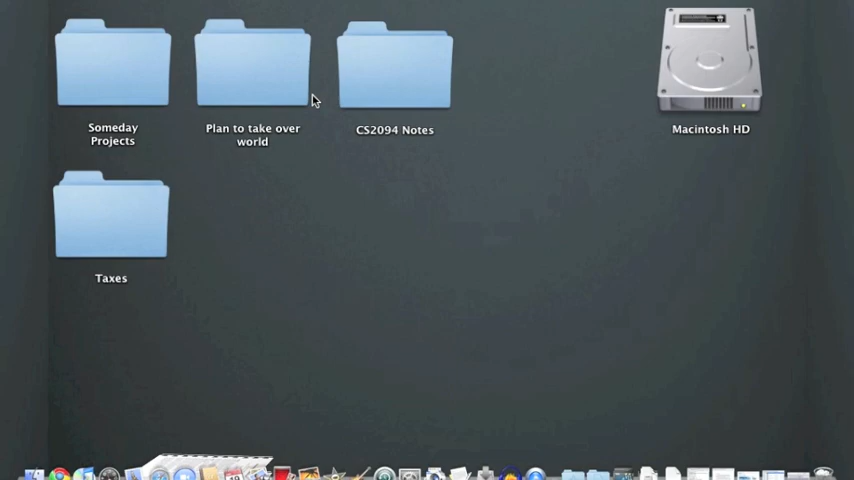 Someday
Projects
Plan to take over
world
CS2094 Notes
Macintosh HD
Taxes